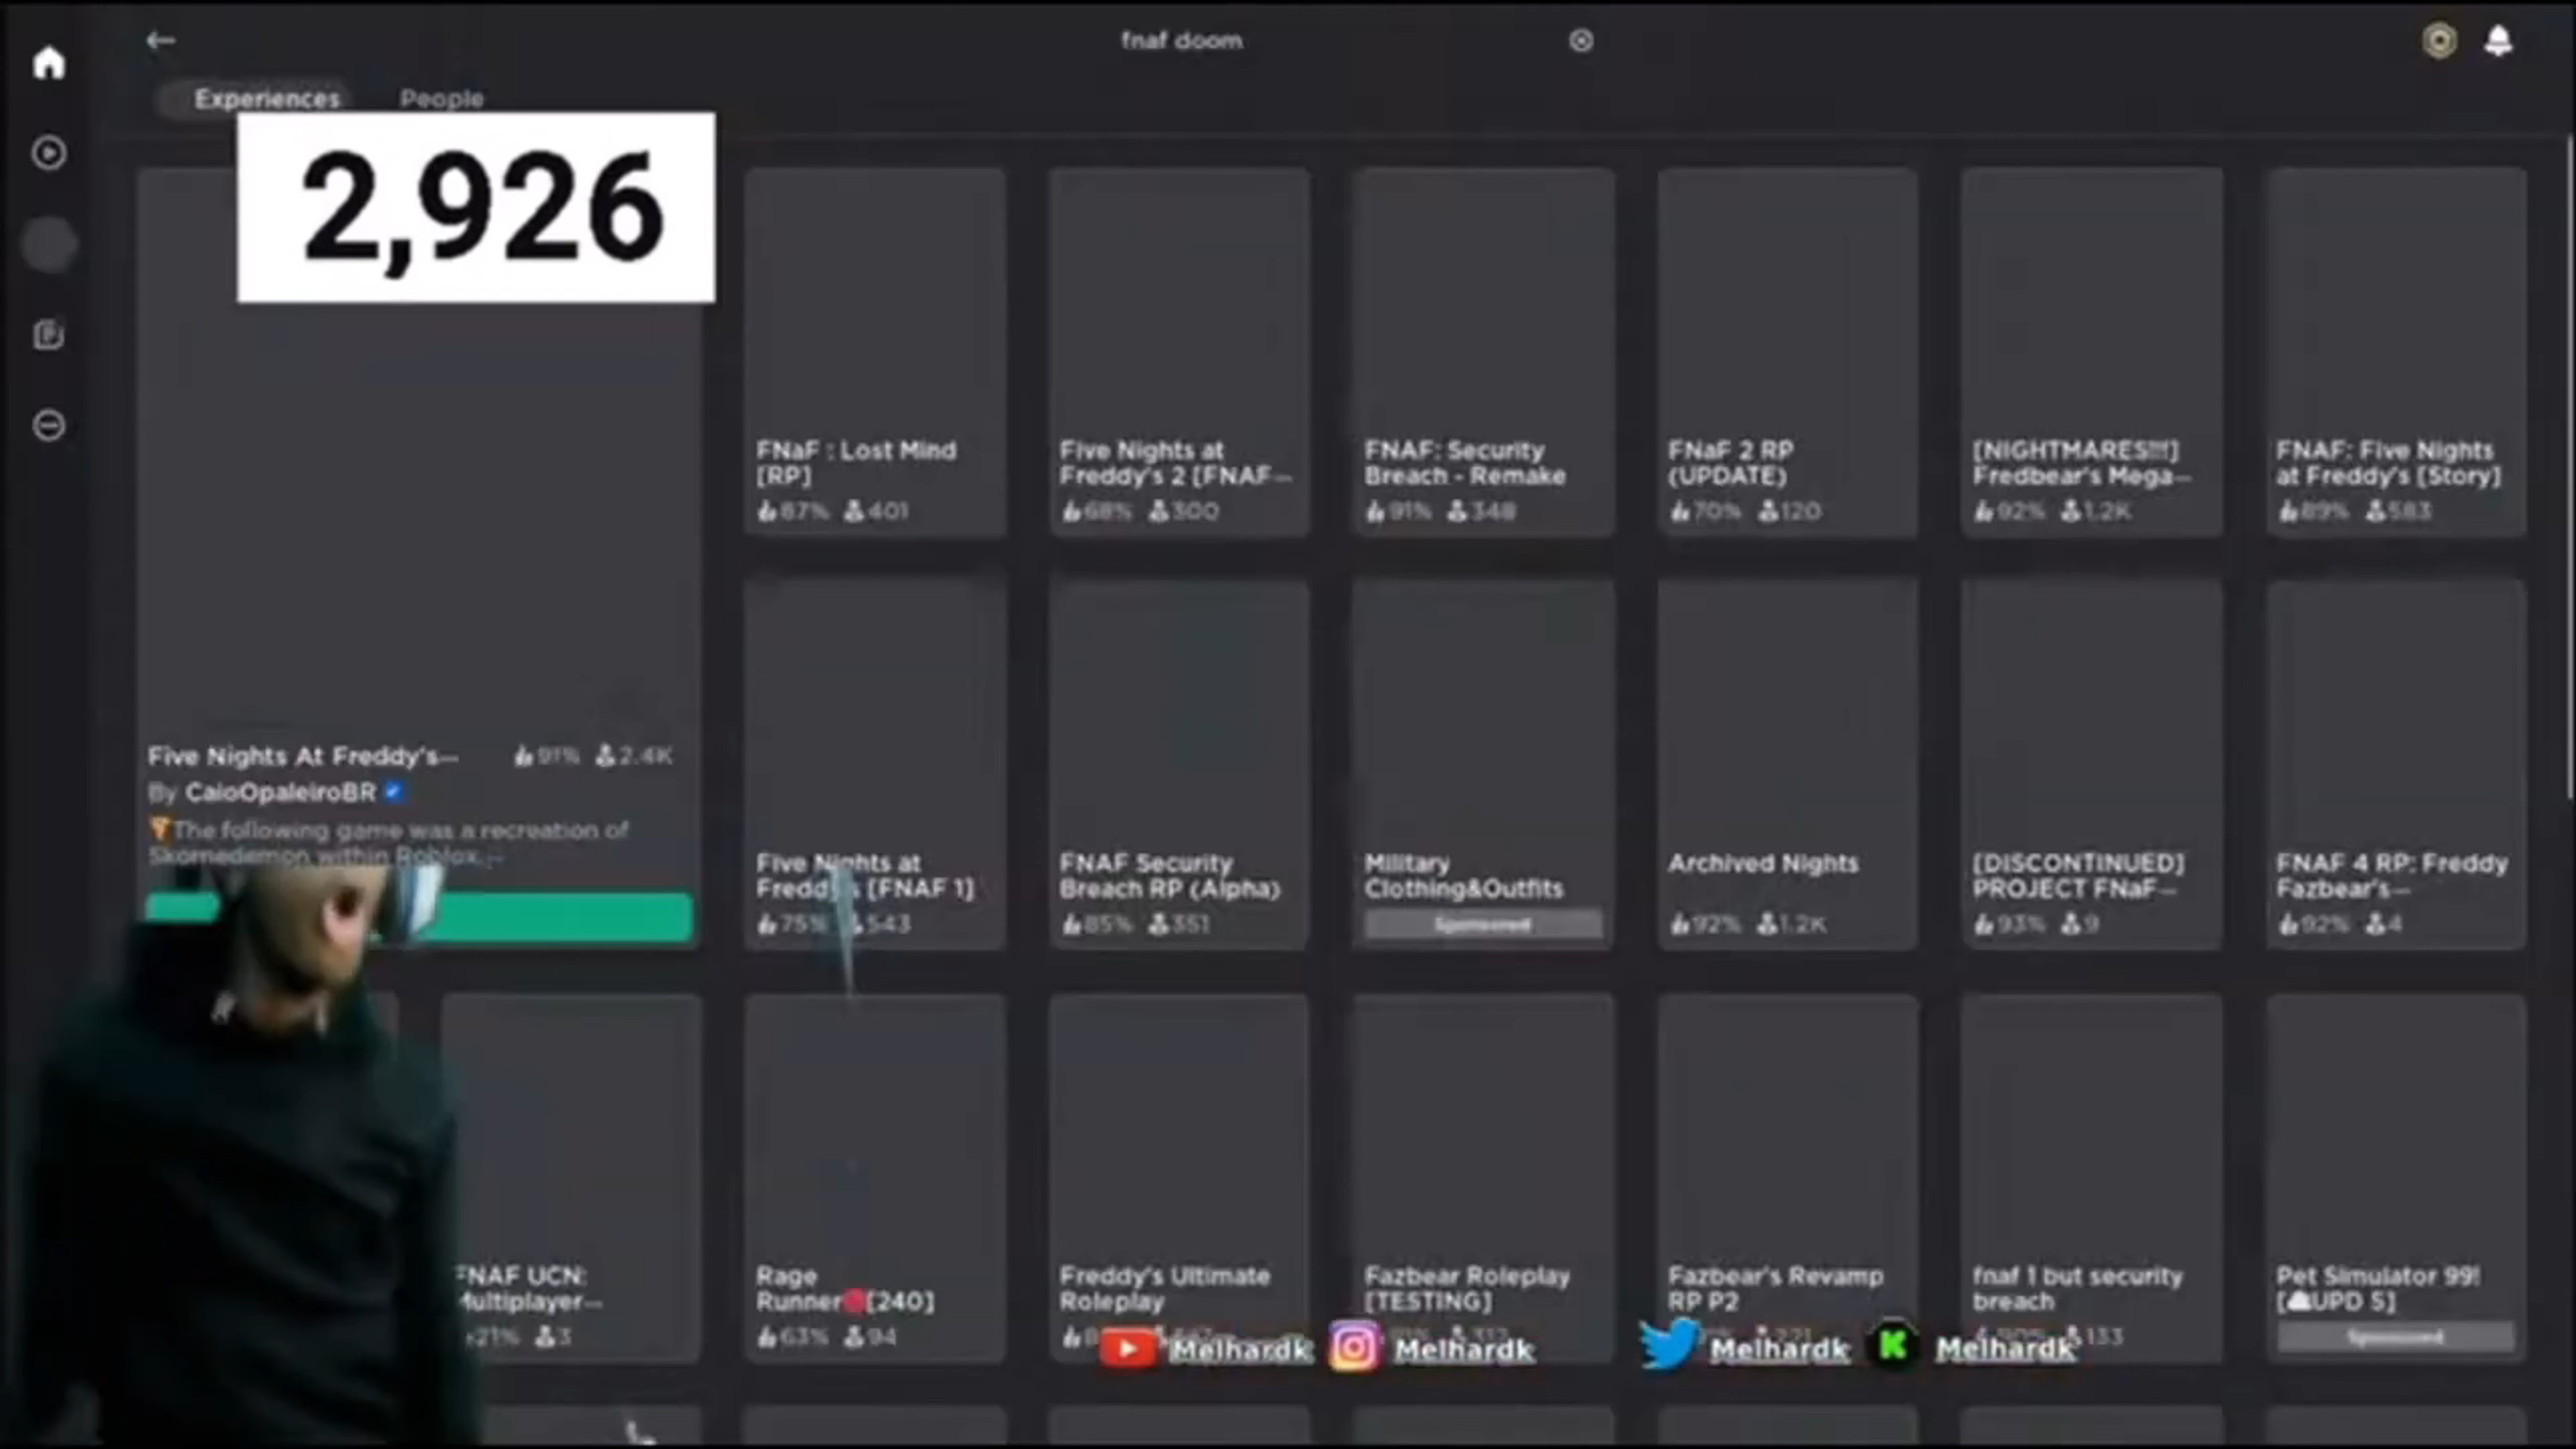 fnaf doom
Experiences
People
2,926
FNaF : Lost Mind
[RP]
87% 401
Five Nights at
Freddy's 2 [FNAF...
68% 300
FNAF: Security
Breach - Remake
91% 348
FNaF 2 RP
(UPDATE)
70% 120
[NIGHTMARES!!!]
Fredbear's Mega...
92% 1.2K
FNAF: Five Nights
at Freddy's [Story]
89% 583
Five Nights At Freddy's...
91% 2.4K
By CaioOpaleiroBR
The following game was a recreation of
Skornedemon within Roblox...
Five Nights at
Freddy's [FNAF 1]
75% 543
FNAF Security
Breach RP (Alpha)
85% 351
Military
Clothing&Outfits
Sponsored
Archived Nights
92% 1.2K
[DISCONTINUED]
PROJECT FNaF...
93% 9
FNAF 4 RP: Freddy
Fazbear's...
92% 4
FNAF UCN:
Multiplayer...
21% 3
Rage
Runner [240]
63% 94
Freddy's Ultimate
Roleplay
Fazbear Roleplay
[TESTING]
Fazbear's Revamp
RP P2
fnaf 1 but security
breach
133
Pet Simulator 99!
[UPD 5]
Sponsored
Melhardk
Melhardk
Melhardk
K Melhardk